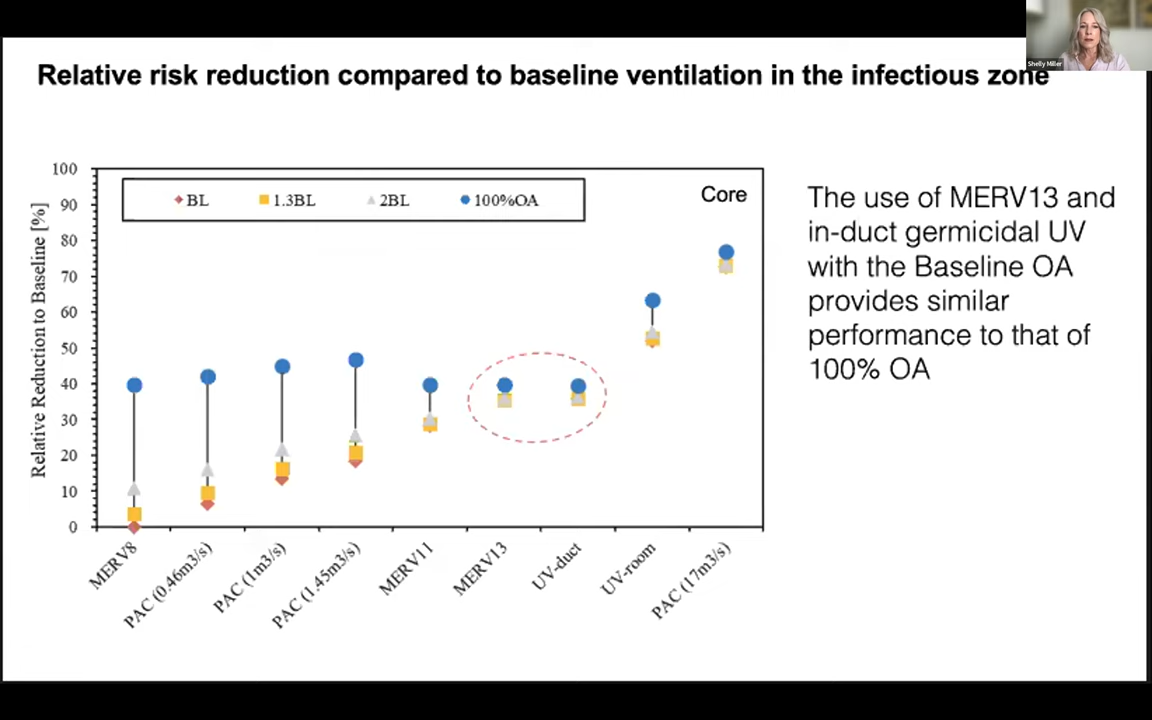 Shelly Miller
Relative risk reduction compared to baseline ventilation in the infectious zone
Relative Reduction to Baseline [%]
100
90
80
70
60
50
40
30
20
10
0
BL 1.3BL 2BL 100%OA
Core
MERV8
PAC (0.46m3/s)
PAC (1m3/s)
PAC (1.45m3/s)
MERV11
MERV13
UV-duct
UV-room
PAC (17m3/s)
The use of MERV13 and
in-duct germicidal UV
with the Baseline OA
provides similar
performance to that of
100% OA